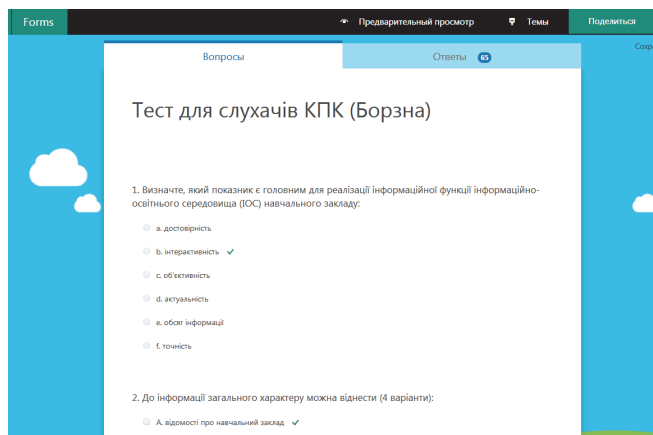 Forms
Предварительный просмотр
Темы
Поделиться
Сохр
Вопросы
Ответы 65
Тест для слухачів КПК (Борзна)
1. Визначте, який показник є головним для реалізації інформаційної функції інформаційно-
освітнього середовища (ІОС) навчального закладу:
a. достовірність
b. інтерактивність
c. об'єктивність
d. актуальність
e. обсяг інформації
f. точність
2. До інформації загального характеру можна віднести (4 варіанти):
A. відомості про навчальний заклад